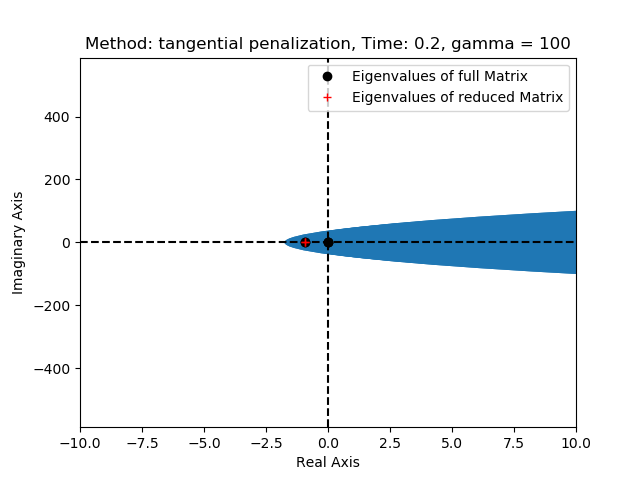 Method: tangential penalization, Time: 0.2, gamma = 100
Eigenvalues of full Matrix
Eigenvalues of reduced Matrix
400
200
0
−200
−400
Imaginary Axis
−10.0 −7.5 −5.0 −2.5 0.0 2.5 5.0 7.5 10.0
Real Axis